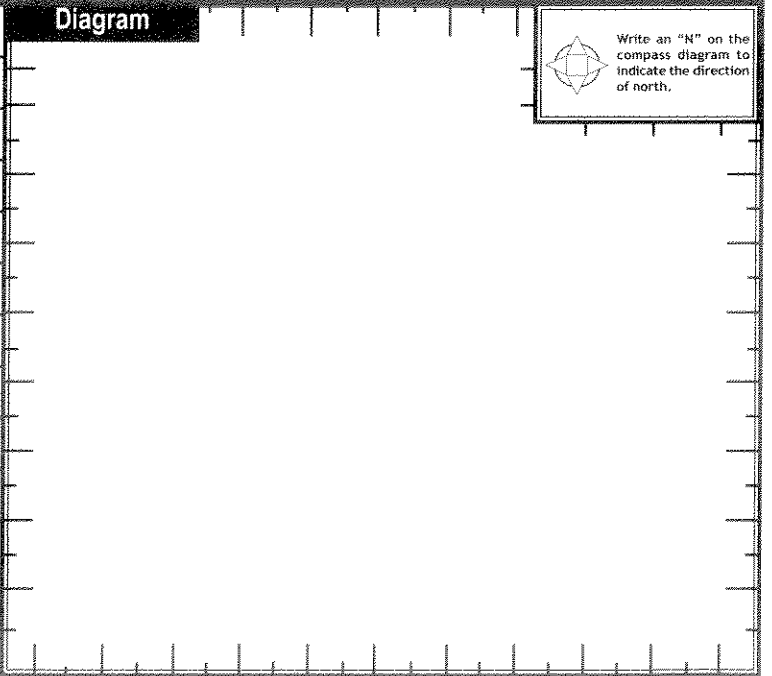 Diagram
Write an "N" on the
compass diagram to
indicate the direction
of north.